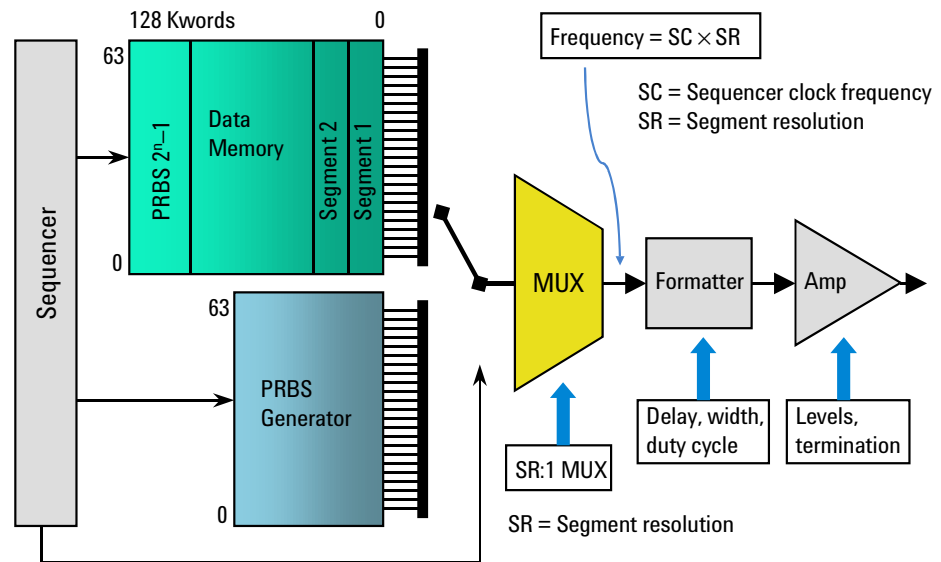 128 Kwords
0
63
0
Sequencer
PRBS 2ⁿ–1
Data
Memory
Segment 2
Segment 1
Frequency = SC × SR
SC = Sequencer clock frequency
SR = Segment resolution
63
0
PRBS
Generator
MUX
Formatter
Amp
SR:1 MUX
Delay, width,
duty cycle
Levels,
termination
SR = Segment resolution